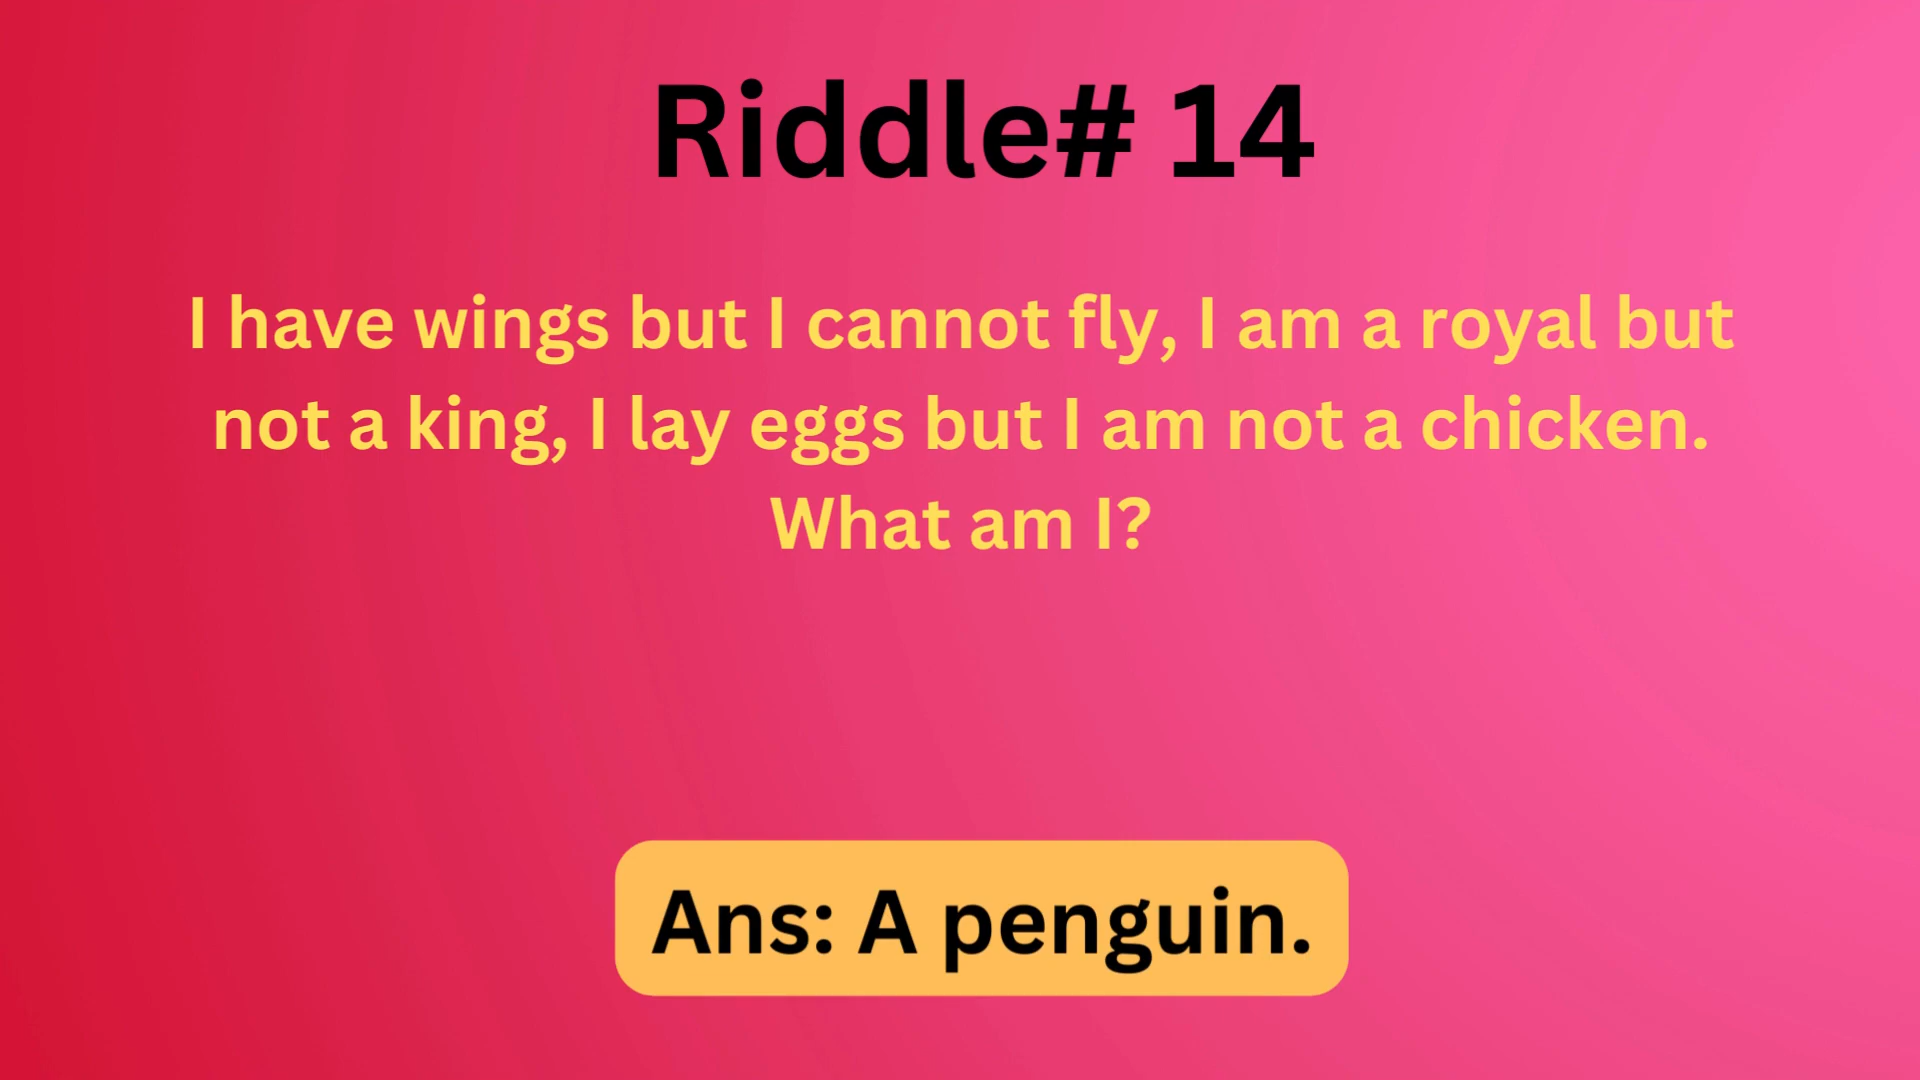 Riddle# 14
I have wings but I cannot fly, I am a royal but
not a king, I lay eggs but I am not a chicken.
What am I?
Ans: A penguin.